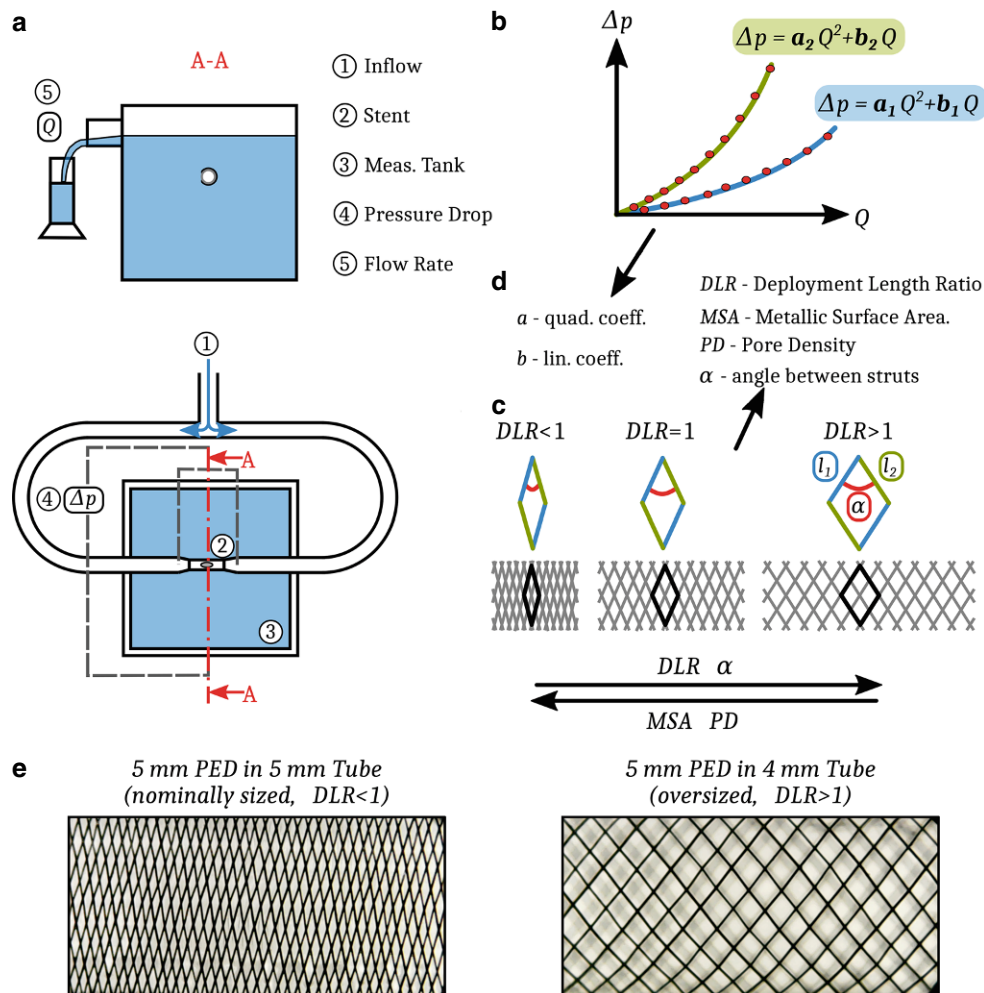 a
A-A
⑤
Q
① Inflow
② Stent
③ Meas. Tank
④ Pressure Drop
⑤ Flow Rate
①
A
④ Δp
②
③
A
b
Δp
Δp = a₂ Q²+b₂ Q
Δp = a₁ Q²+b₁ Q
Q
d
a - quad. coeff.
b - lin. coeff.
DLR - Deployment Length Ratio
MSA - Metallic Surface Area.
PD - Pore Density
α - angle between struts
c
DLR<1
DLR=1
DLR>1
l₁
l₂
α
DLR α
MSA PD
e
5 mm PED in 5 mm Tube
(nominally sized, DLR<1)
5 mm PED in 4 mm Tube
(oversized, DLR>1)